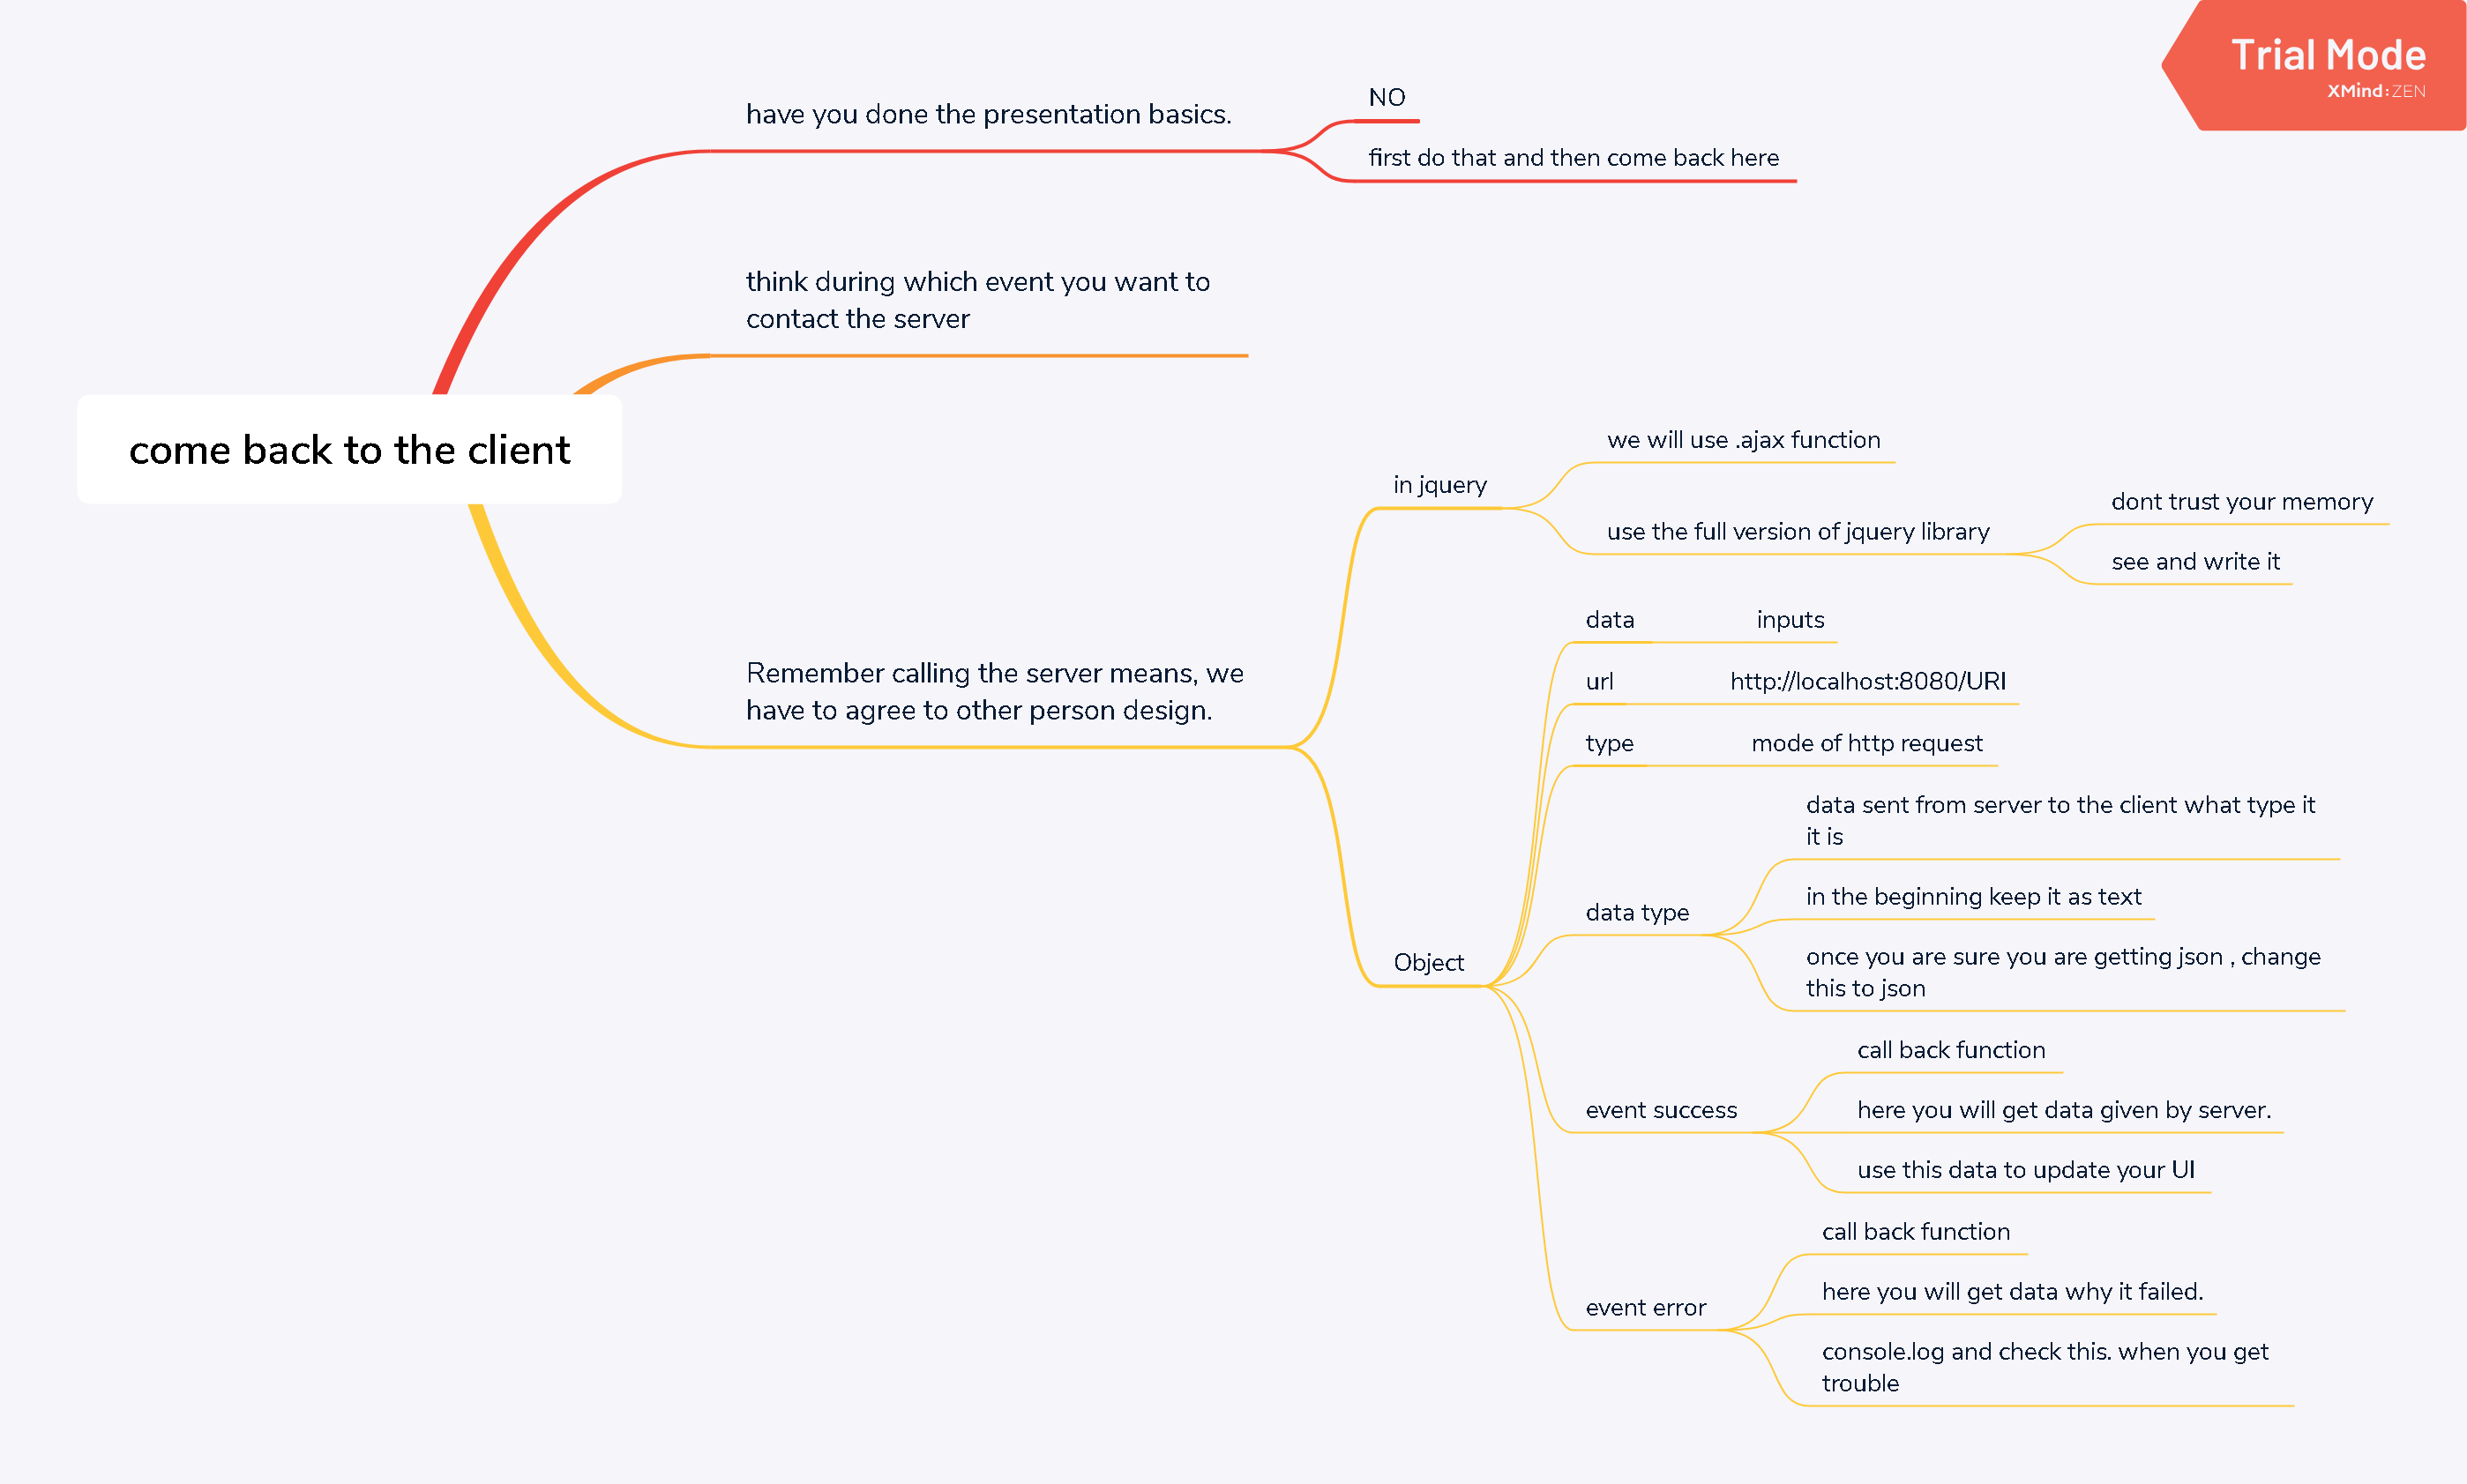 Trial Mode
XMind:ZEN
have you done the presentation basics.
NO
first do that and then come back here
think during which event you want to
contact the server
come back to the client
Remember calling the server means, we
have to agree to other person design.
in jquery
we will use .ajax function
use the full version of jquery library
dont trust your memory
see and write it
Object
data
inputs
url
http://localhost:8080/URI
type
mode of http request
data type
data sent from server to the client what type it
it is
in the beginning keep it as text
once you are sure you are getting json , change
this to json
event success
call back function
here you will get data given by server.
use this data to update your UI
event error
call back function
here you will get data why it failed.
console.log and check this. when you get
trouble